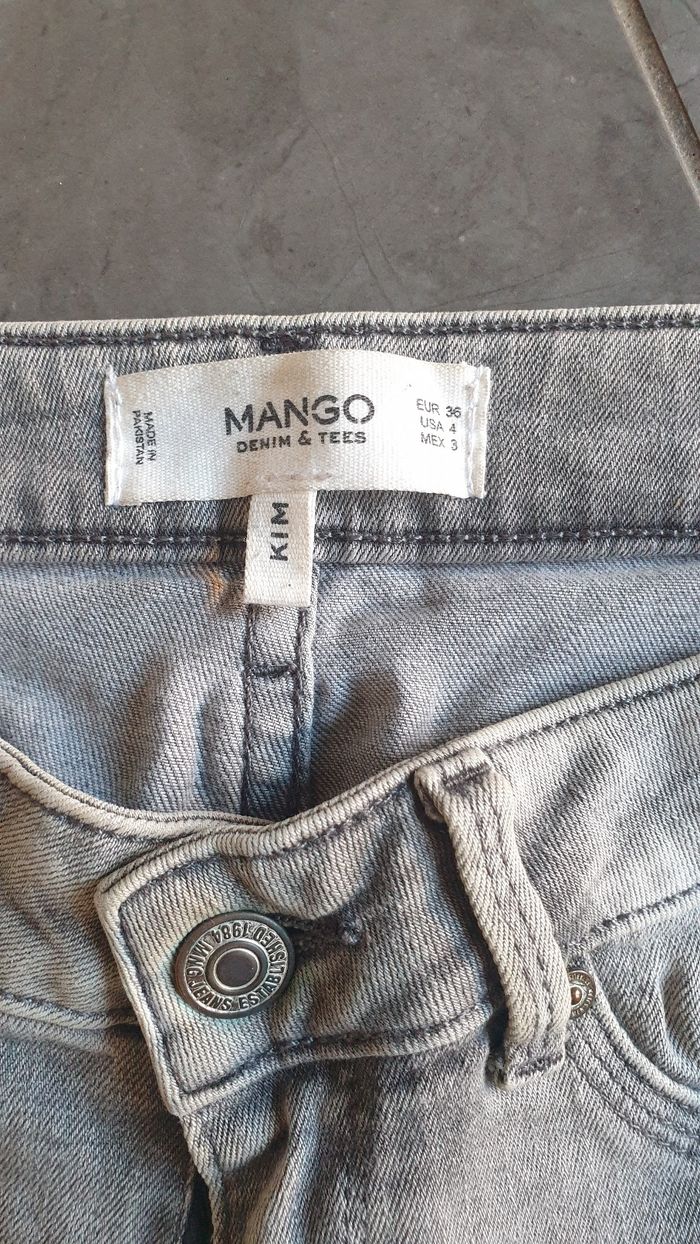 MADE IN
PAKISTAN
MANGO
DENIM & TEES
EUR 36
USA 4
MEX 3
KIM
MNG JEANS ESTABLISHED 1984